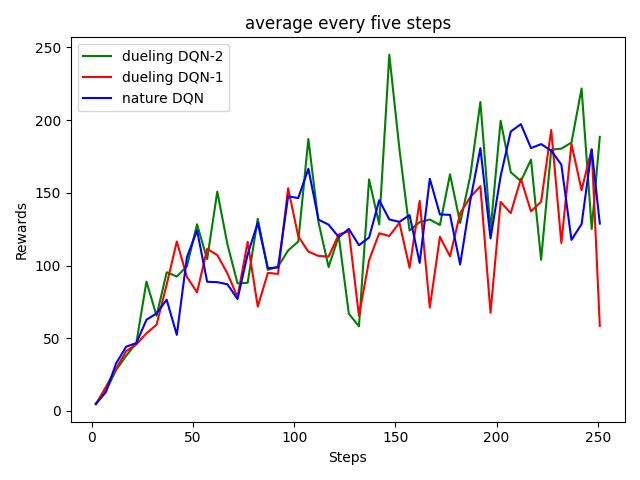 average every five steps
dueling DQN-2
dueling DQN-1
nature DQN
Rewards
250
200
150
100
50
0
0 50 100 150 200 250
Steps